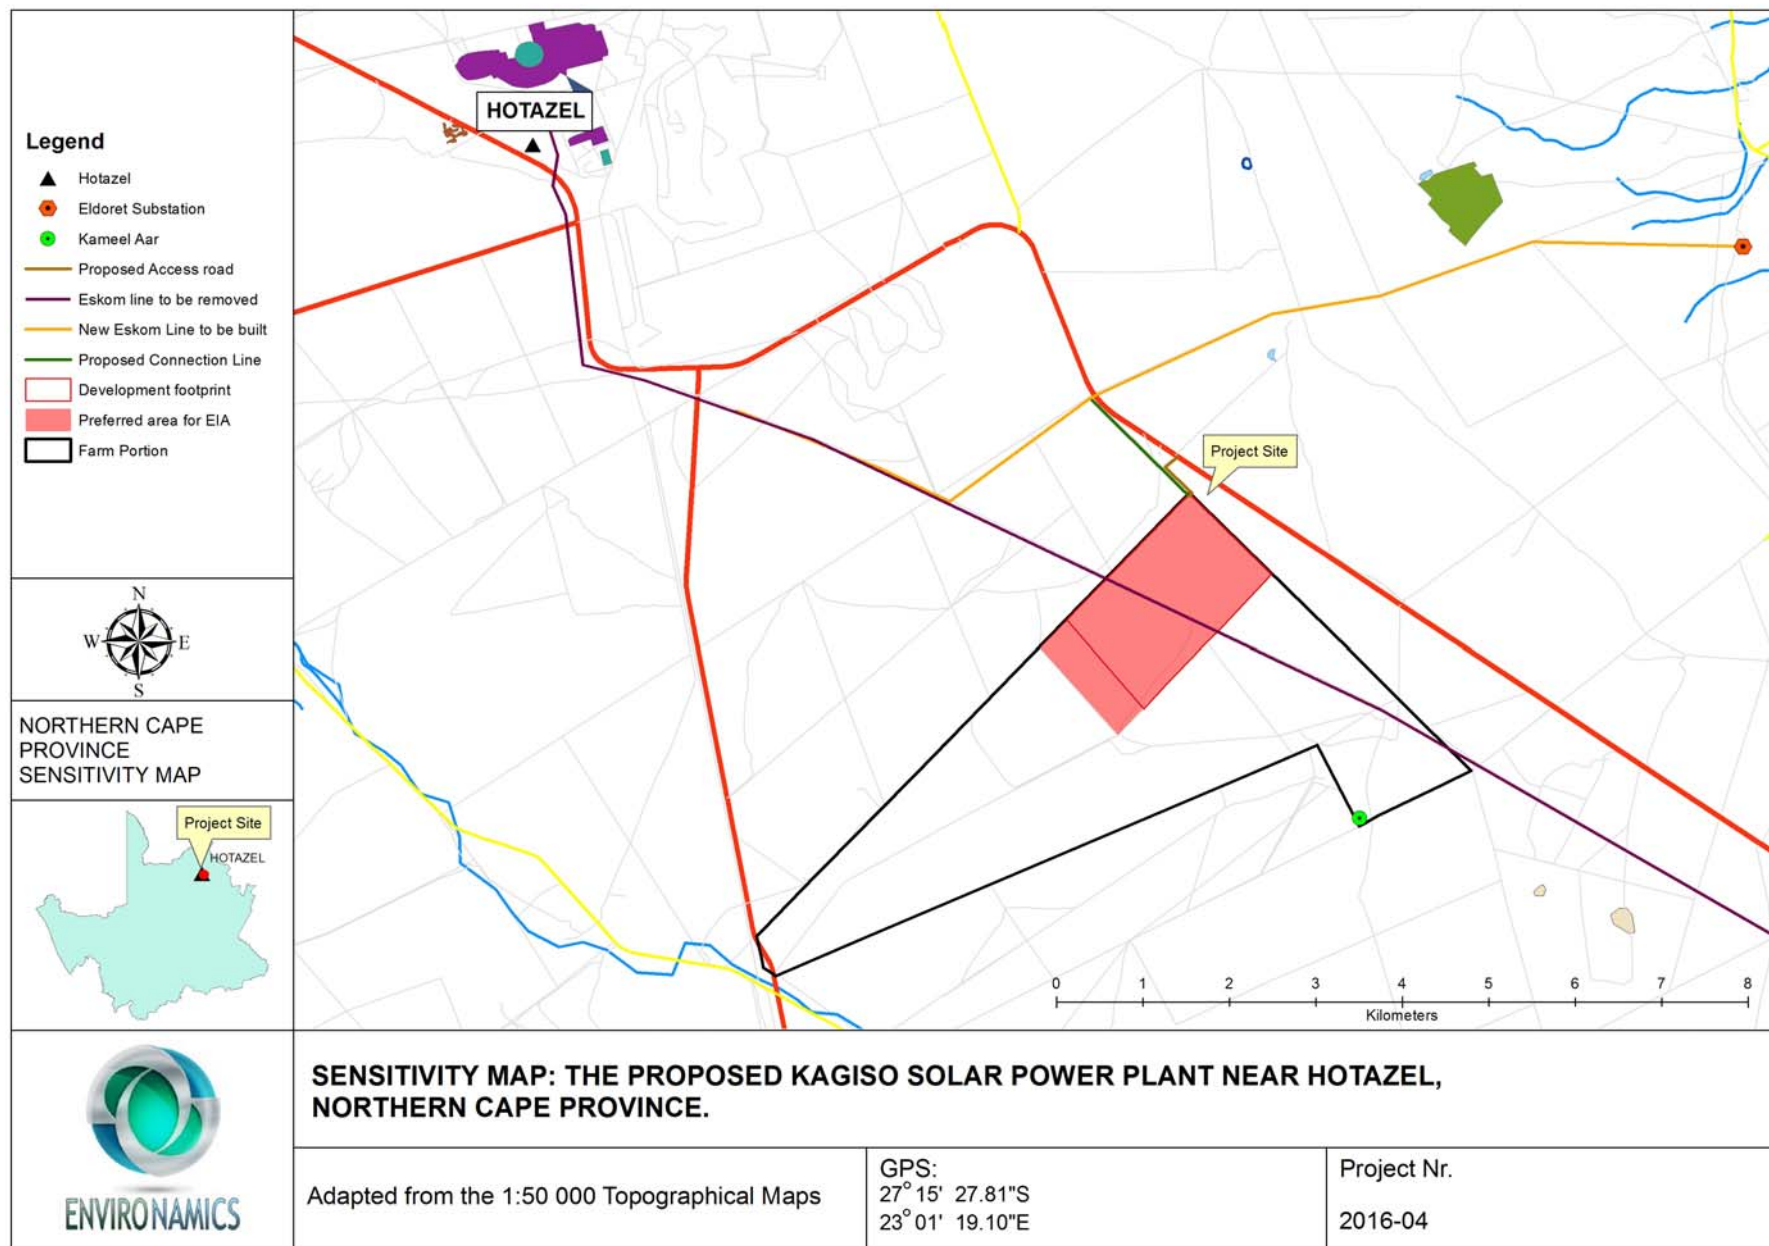 Legend
Hotazel
Eldoret Substation
Kameel Aar
Proposed Access road
Eskom line to be removed
New Eskom Line to be built
Proposed Connection Line
Development footprint
Preferred area for EIA
Farm Portion
N
W E
S
NORTHERN CAPE
PROVINCE
SENSITIVITY MAP
Project Site
HOTAZEL
ENVIRONAMICS
HOTAZEL
Project Site
0 1 2 3 4 5 6 7 8
Kilometers
SENSITIVITY MAP: THE PROPOSED KAGISO SOLAR POWER PLANT NEAR HOTAZEL,
NORTHERN CAPE PROVINCE.
Adapted from the 1:50 000 Topographical Maps
GPS:
27° 15' 27.81"S
23° 01' 19.10"E
Project Nr.
2016-04